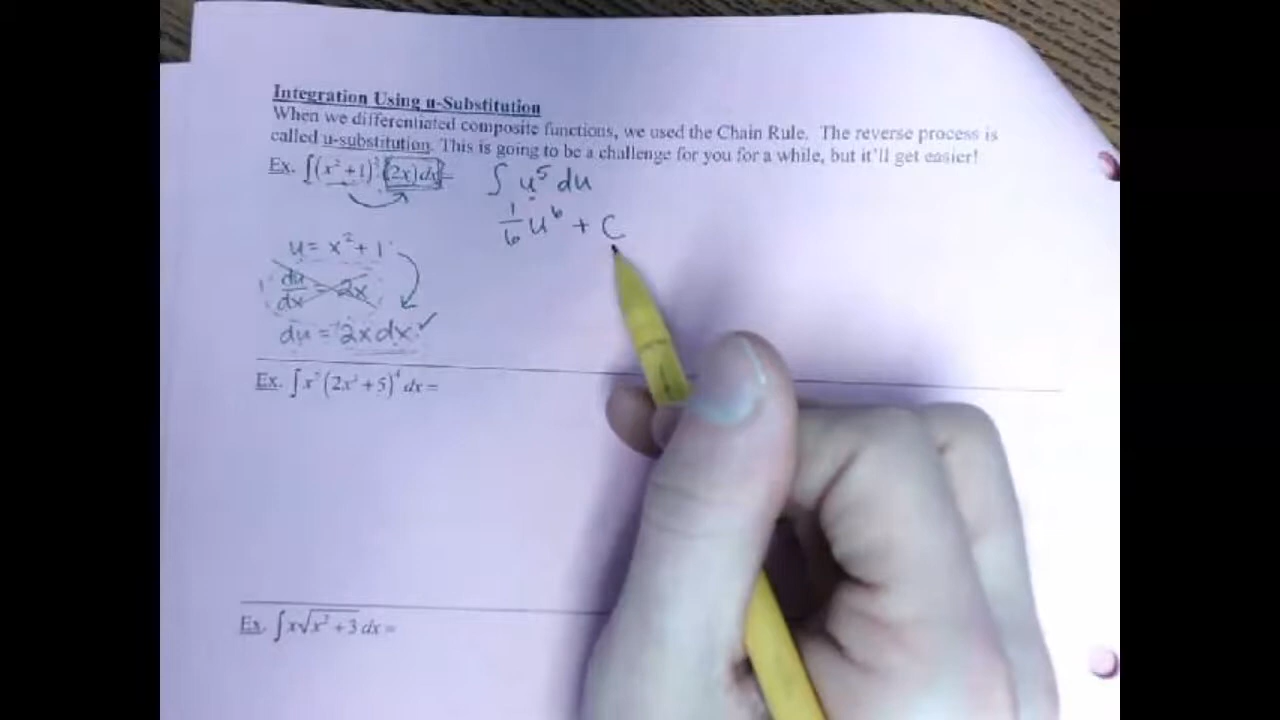 Integration Using u-Substitution
When we differentiated composite functions, we used the Chain Rule. The reverse process is
called u-substitution. This is going to be a challenge for you for a while, but it'll get easier!
Ex. ∫(x² + 1)⁵ (2x)dx = ∫ u⁵ du
1/6 u⁶ + C
u = x² + 1
du/dx = 2x
du = 2x dx ✓
Ex. ∫ x (2x + 5)⁴ dx =
Ex. ∫ x√(x² + 3) dx =